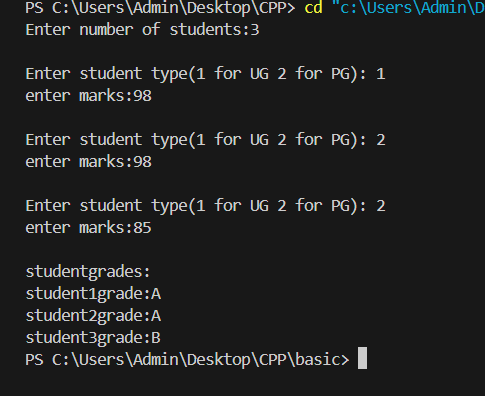 PS C:\Users\Admin\Desktop\CPP> cd "c:\Users\Admin\D
Enter number of students:3
Enter student type(1 for UG 2 for PG): 1
enter marks:98
Enter student type(1 for UG 2 for PG): 2
enter marks:98
Enter student type(1 for UG 2 for PG): 2
enter marks:85
studentgrades:
student1grade:A
student2grade:A
student3grade:B
PS C:\Users\Admin\Desktop\CPP\basic>